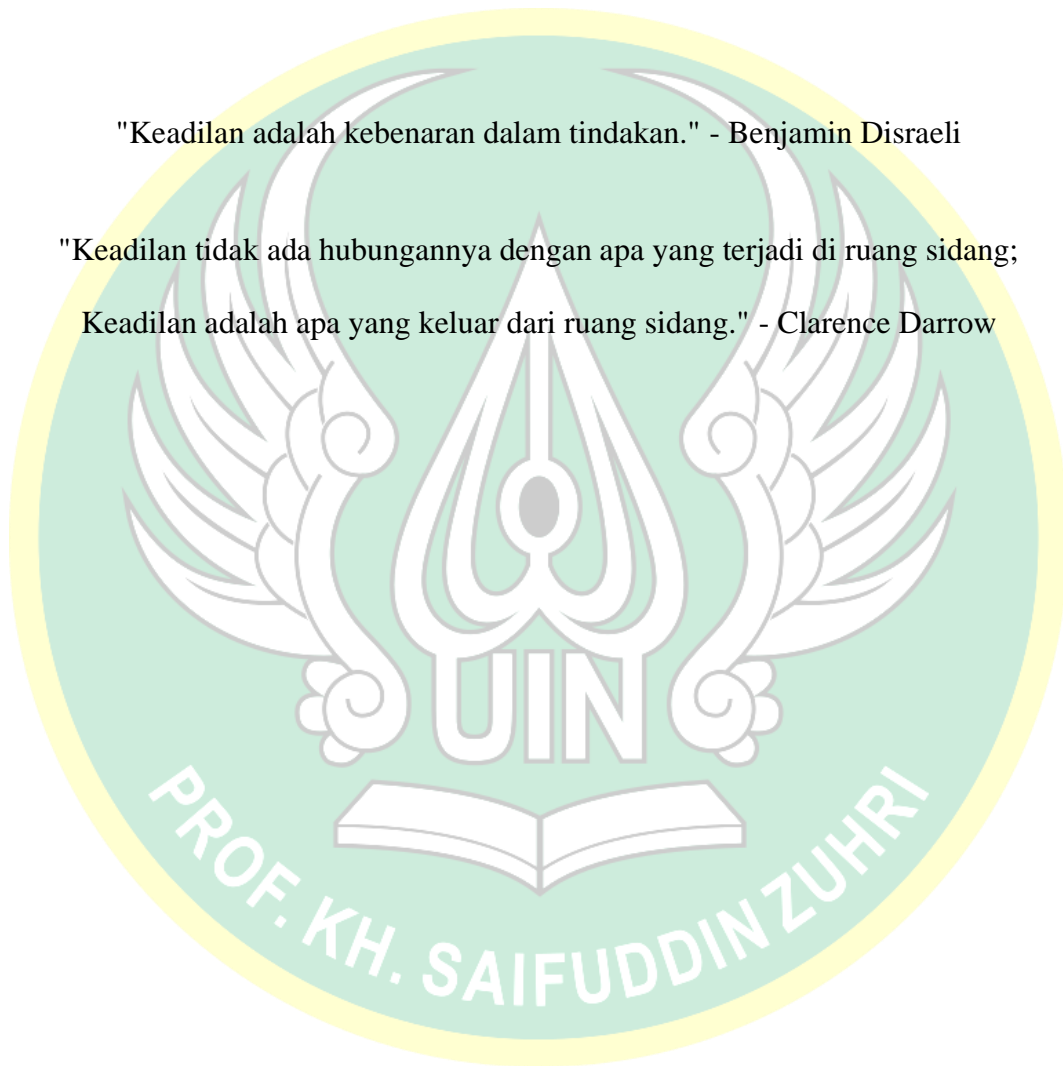 "Keadilan adalah kebenaran dalam tindakan." - Benjamin Disraeli
"Keadilan tidak ada hubungannya dengan apa yang terjadi di ruang sidang;
Keadilan adalah apa yang keluar dari ruang sidang." - Clarence Darrow
UIN
PROF. KH. SAIFUDDIN ZUHRI